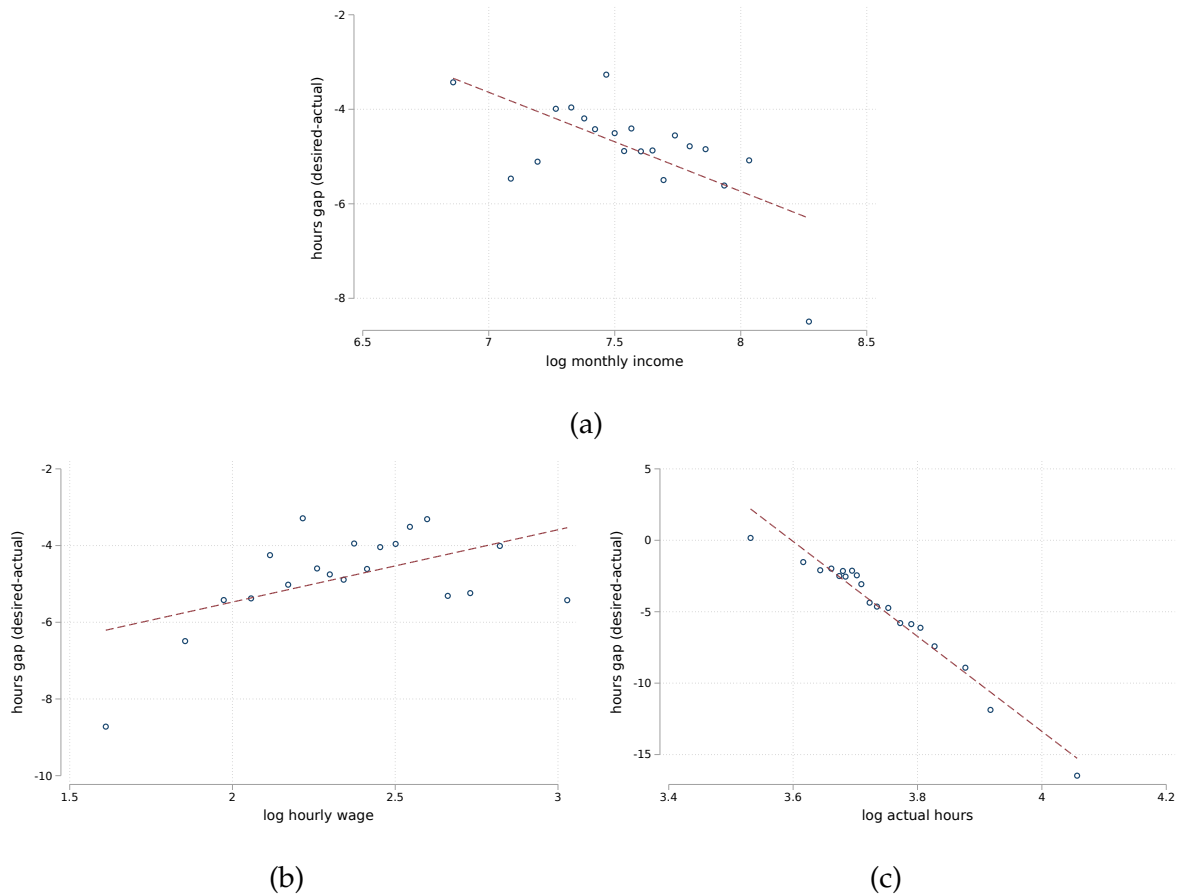 -2
-4
-6
-8
hours gap (desired-actual)
6.5 7 7.5 8 8.5
log monthly income
(a)
-2
-4
-6
-8
-10
hours gap (desired-actual)
1.5 2 2.5 3
log hourly wage
(b)
5
0
-5
-10
-15
hours gap (desired-actual)
3.4 3.6 3.8 4 4.2
log actual hours
(c)